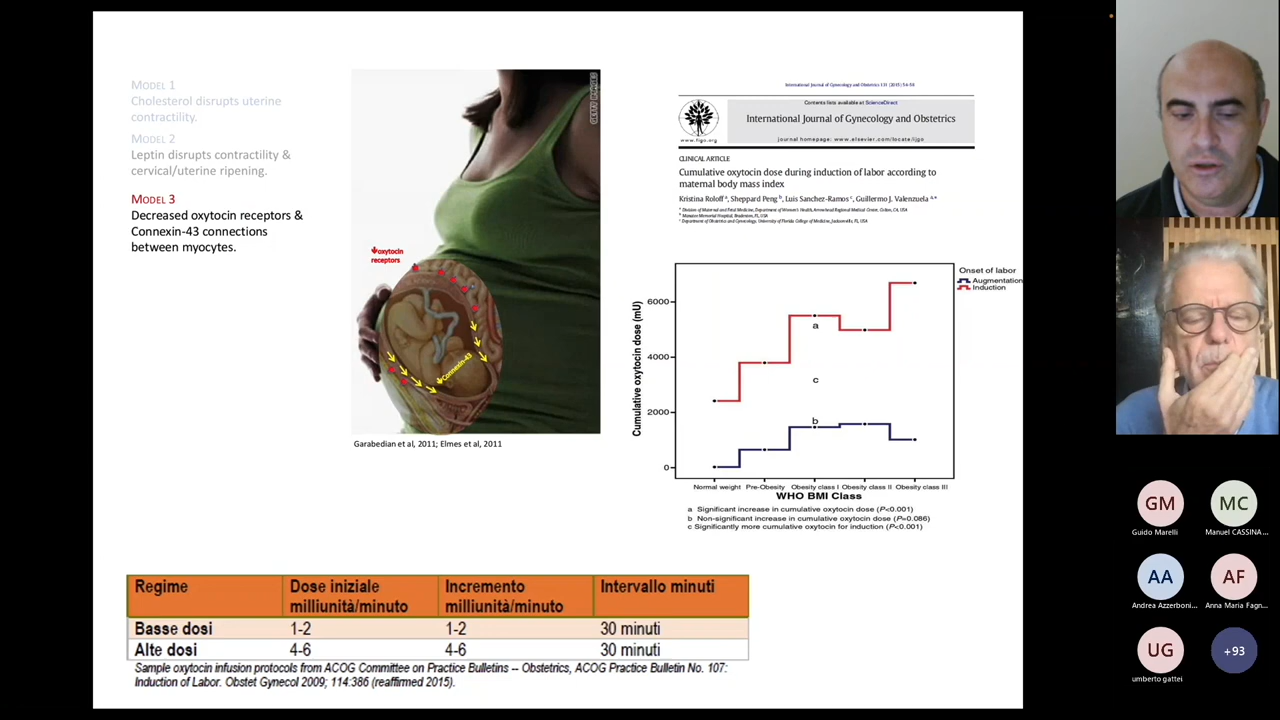 MODEL 1
Cholesterol disrupts uterine
contractility.
MODEL 2
Leptin disrupts contractility &
cervical/uterine ripening.
MODEL 3
Decreased oxytocin receptors &
Connexin-43 connections
between myocytes.
GETTY IMAGES
oxytocin
receptors
Connexin-43
Garabedian et al, 2011; Elmes et al, 2011
International Journal of Gynecology and Obstetrics 131 (2015) 54–58
Contents lists available at ScienceDirect
International Journal of Gynecology and Obstetrics
journal homepage: www.elsevier.com/locate/ijgo
www.figo.org
CLINICAL ARTICLE
Cumulative oxytocin dose during induction of labor according to
maternal body mass index
Kristina Roloff a, Sheppard Peng b, Luis Sanchez-Ramos c, Guillermo J. Valenzuela a,*
a Division of Maternal and Fetal Medicine, Department of Women's Health, Arrowhead Regional Medical Center, Colton, CA, USA
b Manatee Memorial Hospital, Bradenton, FL, USA
c Department of Obstetrics and Gynecology, University of Florida College of Medicine, Jacksonville, FL, USA
Onset of labor
Augmentation
Induction
Cumulative oxytocin dose (mU)
6000
4000
2000
0
a
c
b
Normal weight Pre-Obesity Obesity class I Obesity class II Obesity class III
WHO BMI Class
a Significant increase in cumulative oxytocin dose (P<0.001)
b Non-significant increase in cumulative oxytocin dose (P=0.086)
c Significantly more cumulative oxytocin for induction (P<0.001)
Regime Dose iniziale Incremento Intervallo minuti
milliunità/minuto milliunità/minuto
Basse dosi 1-2 1-2 30 minuti
Alte dosi 4-6 4-6 30 minuti
Sample oxytocin infusion protocols from ACOG Committee on Practice Bulletins -- Obstetrics, ACOG Practice Bulletin No. 107:
Induction of Labor. Obstet Gynecol 2009; 114:386 (reaffirmed 2015).
GM MC
Guido Marelli Manuel CASSINA ...
AA AF
Andrea Azzerboni... Anna Maria Fagn...
UG +93
umberto gattei